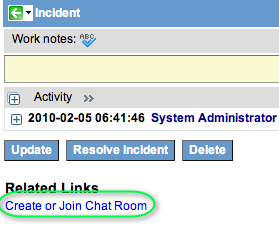 Incident
Work notes: ABC
Activity
2010-02-05 06:41:46 System Administrator
Update Resolve Incident Delete
Related Links
Create or Join Chat Room